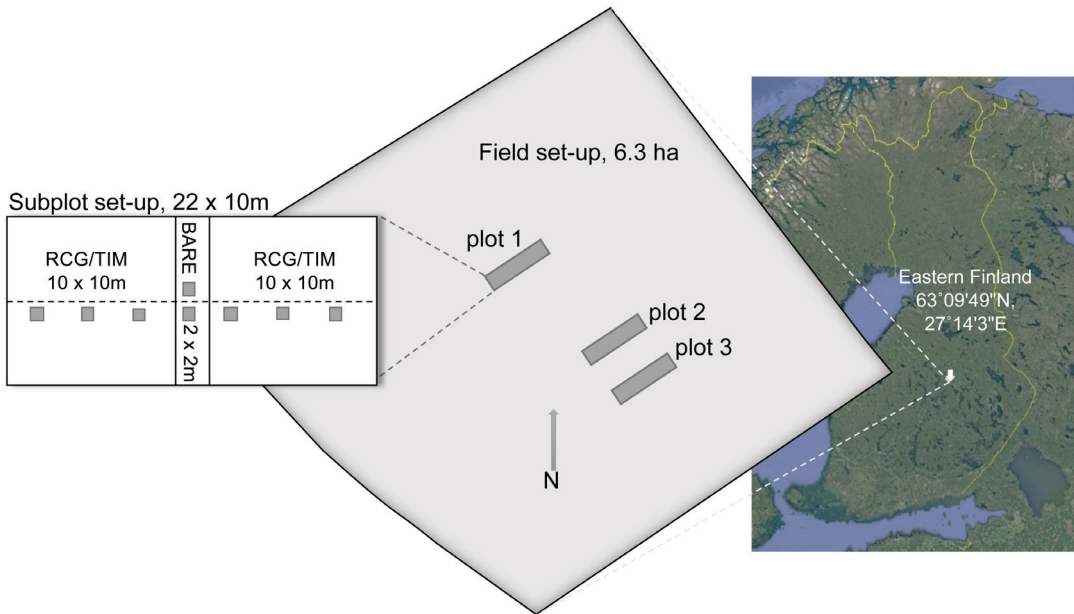 Field set-up, 6.3 ha
Subplot set-up, 22 x 10m
RCG/TIM
10 x 10m
BARE
2 x 2m
RCG/TIM
10 x 10m
plot 1
plot 2
plot 3
N
Eastern Finland
63°09'49"N,
27°14'3"E